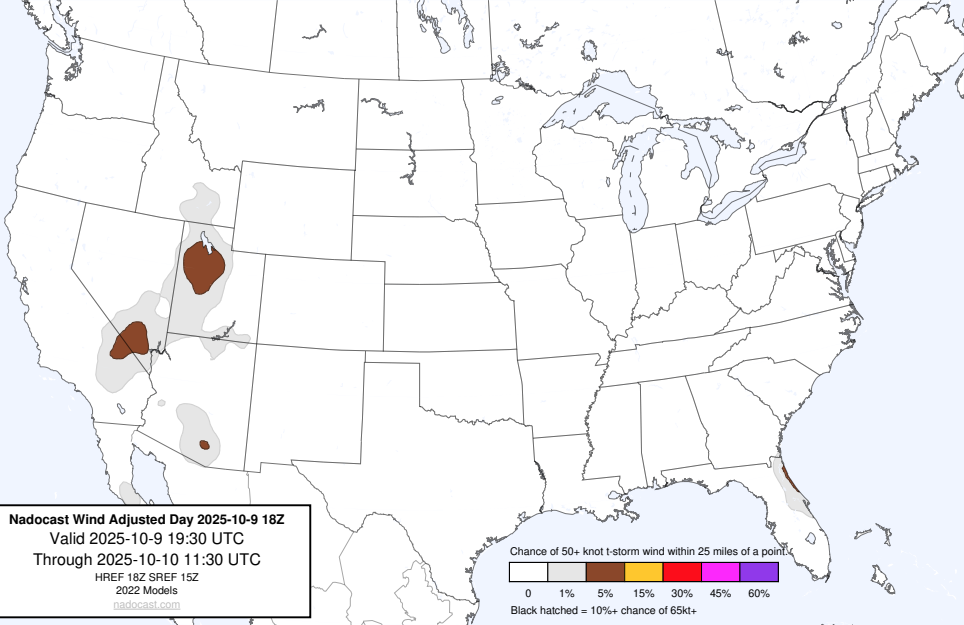 Nadocast Wind Adjusted Day 2025-10-9 18Z
Valid 2025-10-9 19:30 UTC
Through 2025-10-10 11:30 UTC
HREF 18Z SREF 15Z
2022 Models
nadocast.com
Chance of 50+ knot t-storm wind within 25 miles of a point.
0 1% 5% 15% 30% 45% 60%
Black hatched = 10%+ chance of 65kt+